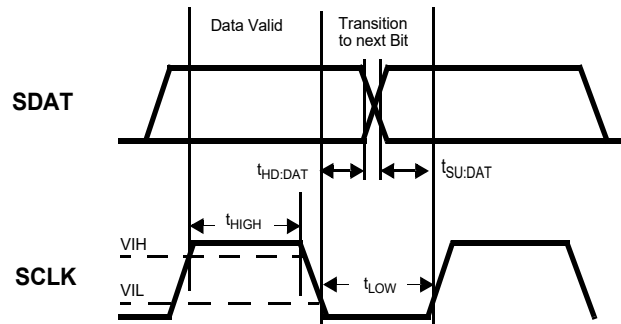 Data Valid
Transition
to next Bit
SDAT
tHD:DAT
tSU:DAT
tHIGH
VIH
SCLK
VIL
tLOW